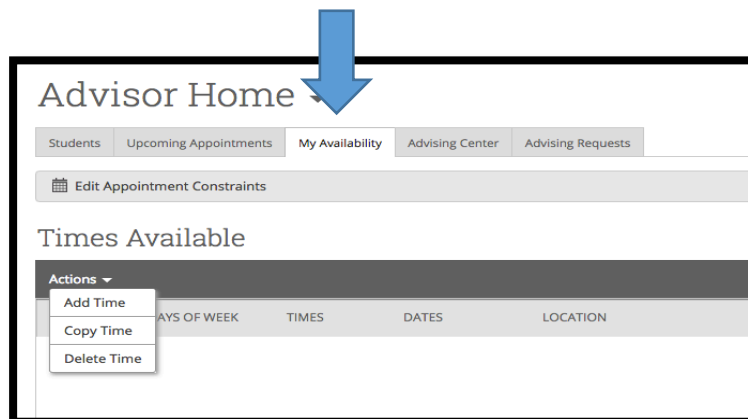 Advisor Home
Students Upcoming Appointments My Availability Advising Center Advising Requests
Edit Appointment Constraints
Times Available
Actions
Add Time
AYS OF WEEK TIMES DATES LOCATION
Copy Time
Delete Time